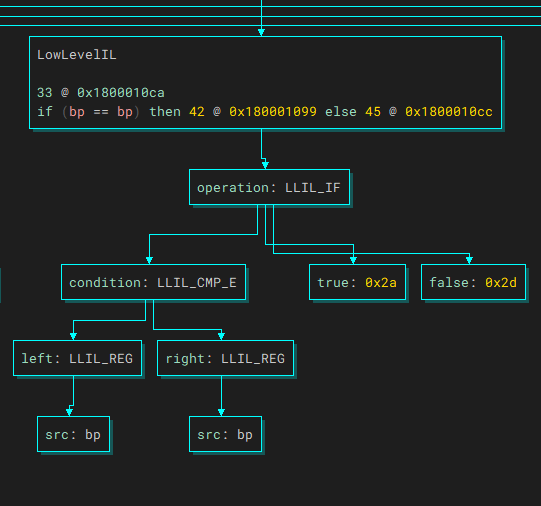 LowLevelIL
33 @ 0x1800010ca
if (bp == bp) then 42 @ 0x180001099 else 45 @ 0x1800010cc
operation: LLIL_IF
condition: LLIL_CMP_E
true: 0x2a
false: 0x2d
left: LLIL_REG
right: LLIL_REG
src: bp
src: bp